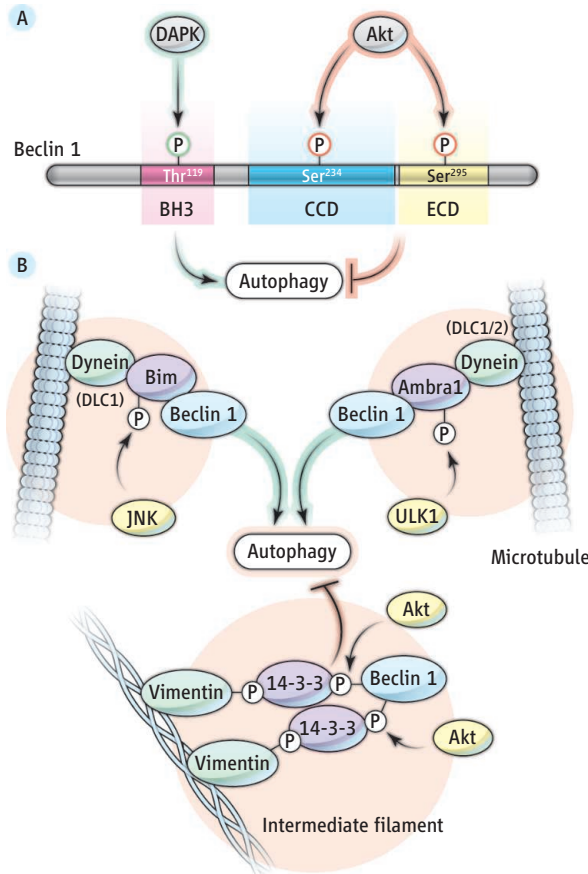 A
DAPK
Akt
P
P
P
Beclin 1
Thr¹¹⁹
Ser²³⁴
Ser²⁹⁵
BH3
CCD
ECD
Autophagy
B
(DLC1/2)
Dynein
Dynein
Bim
Ambra1
(DLC1)
P
Beclin 1
Beclin 1
P
JNK
ULK1
Autophagy
Microtubule
Akt
Vimentin
P
14-3-3
P
Beclin 1
P
14-3-3
P
Akt
Vimentin
Intermediate filament